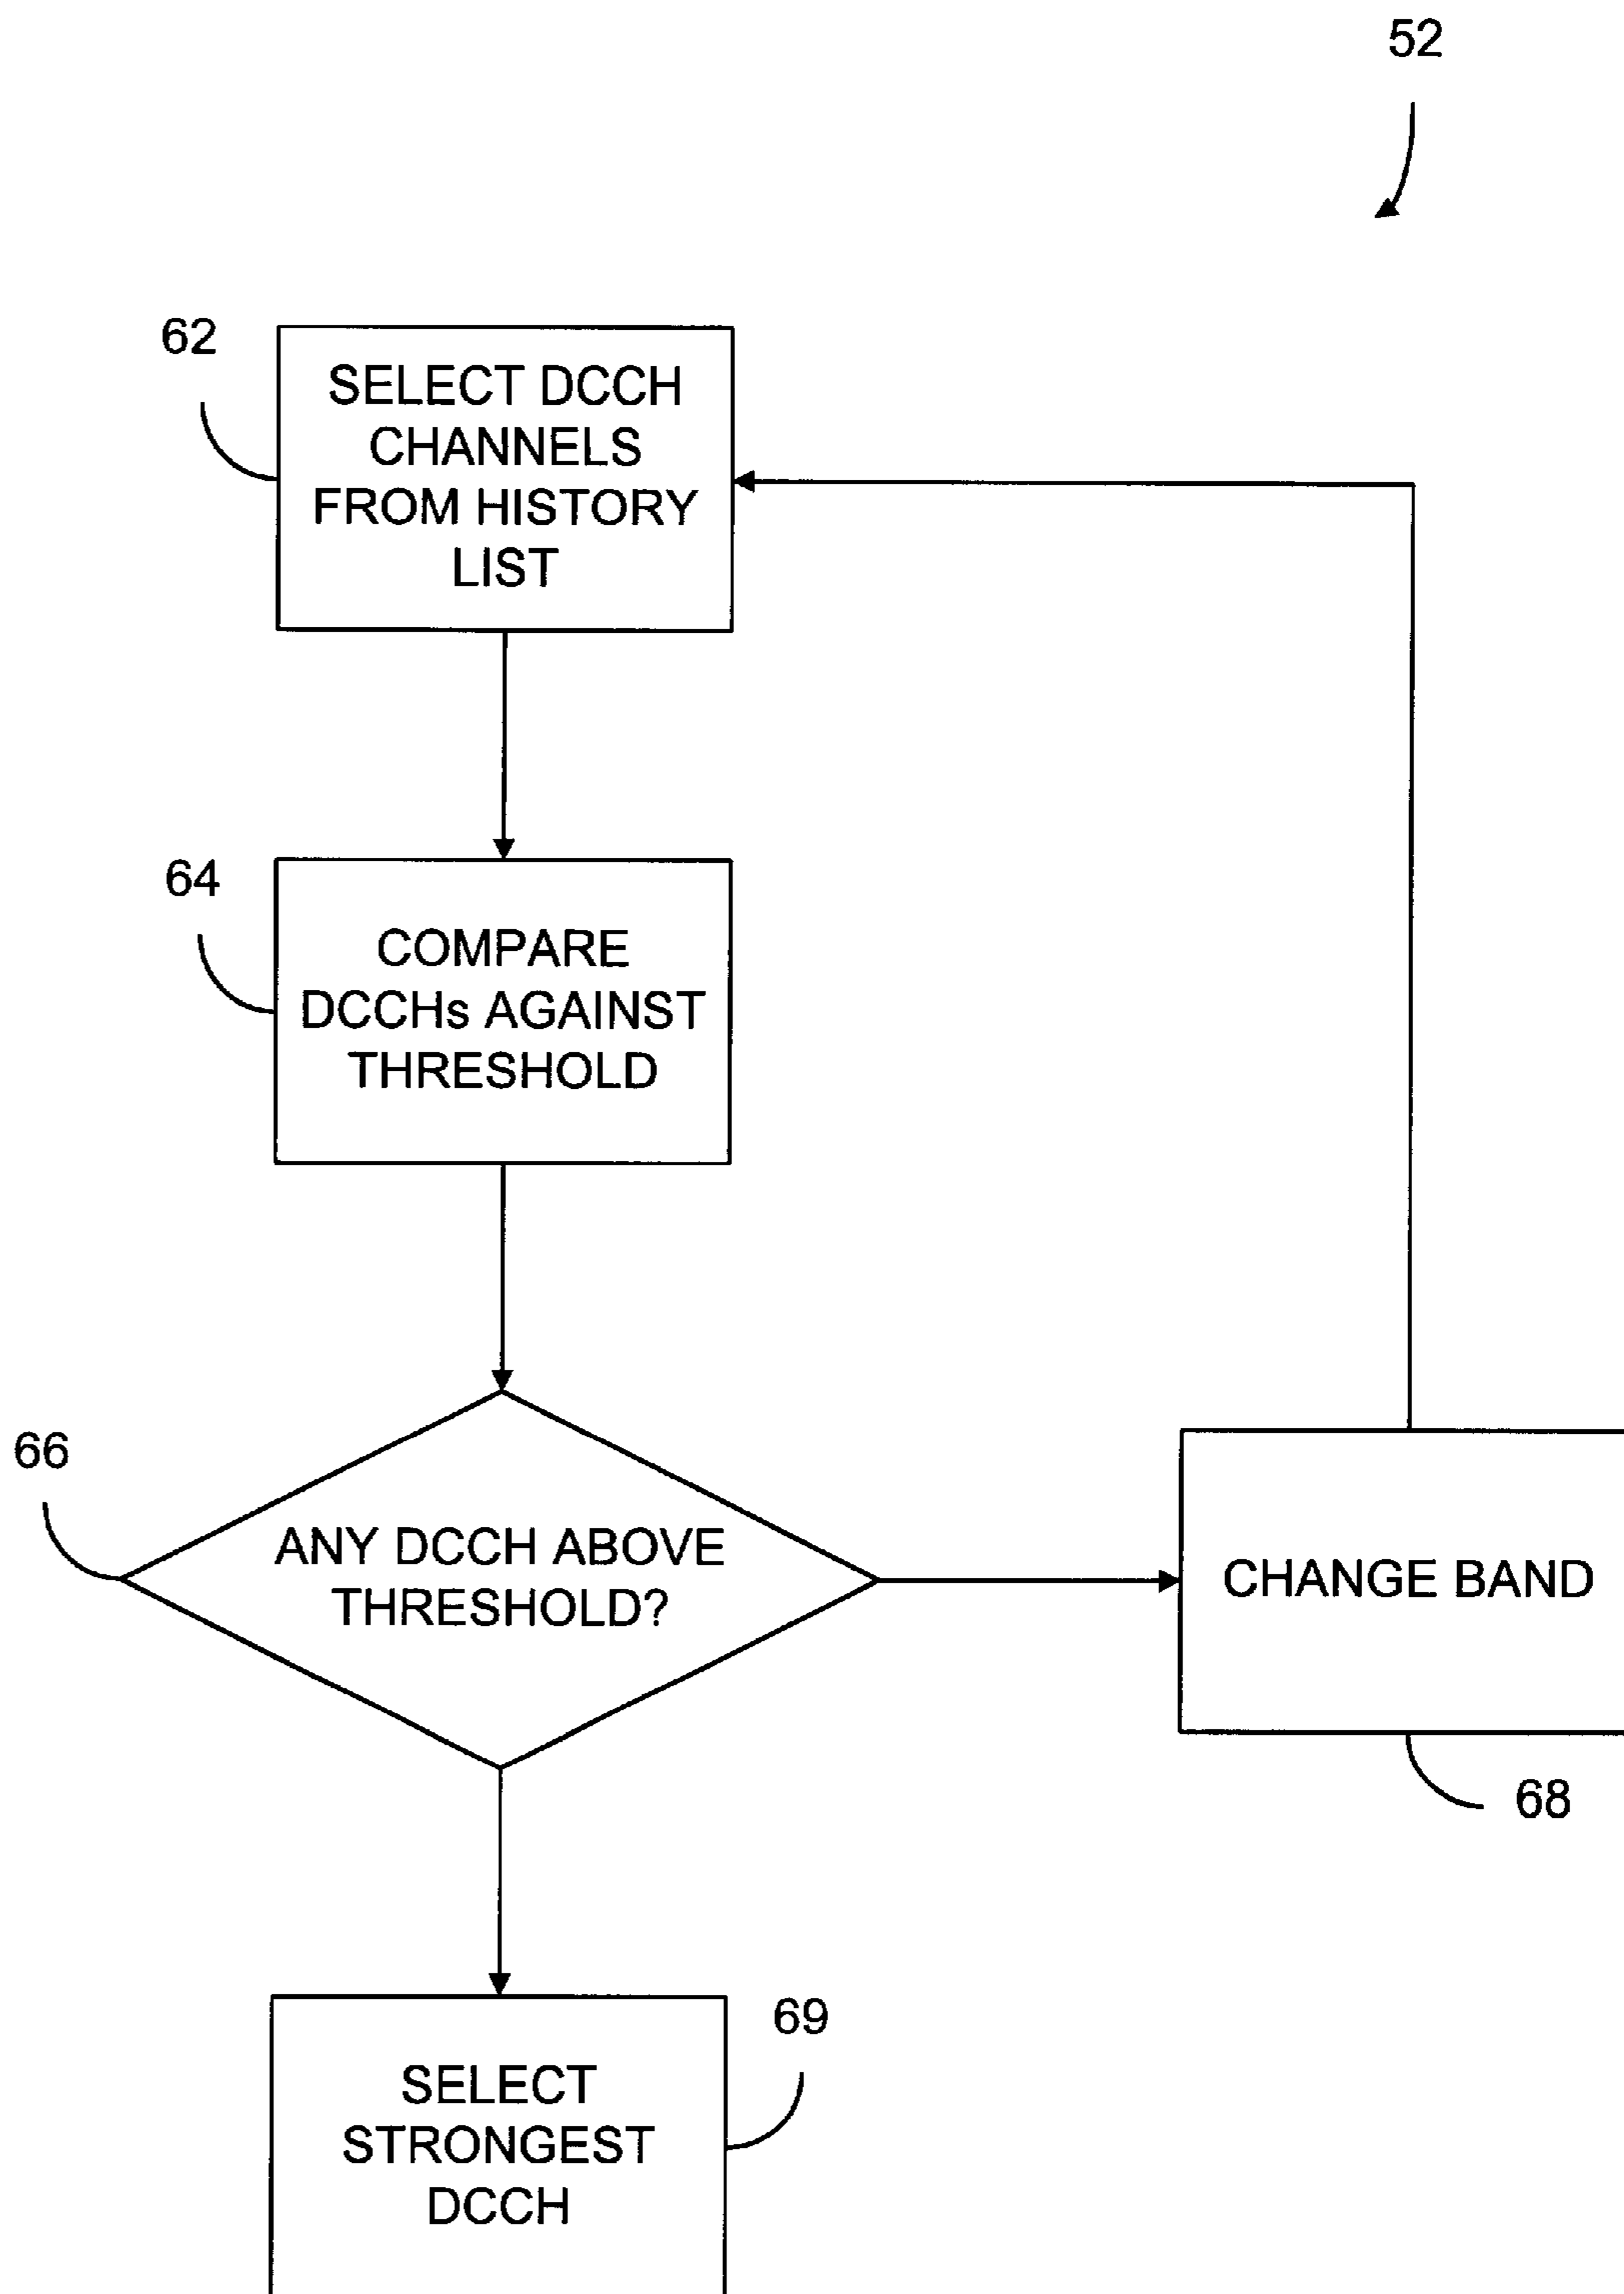 52
62
SELECT DCCH
CHANNELS
FROM HISTORY
LIST
64
COMPARE
DCCHs AGAINST
THRESHOLD
66
ANY DCCH ABOVE
THRESHOLD?
CHANGE BAND
68
69
SELECT
STRONGEST
DCCH